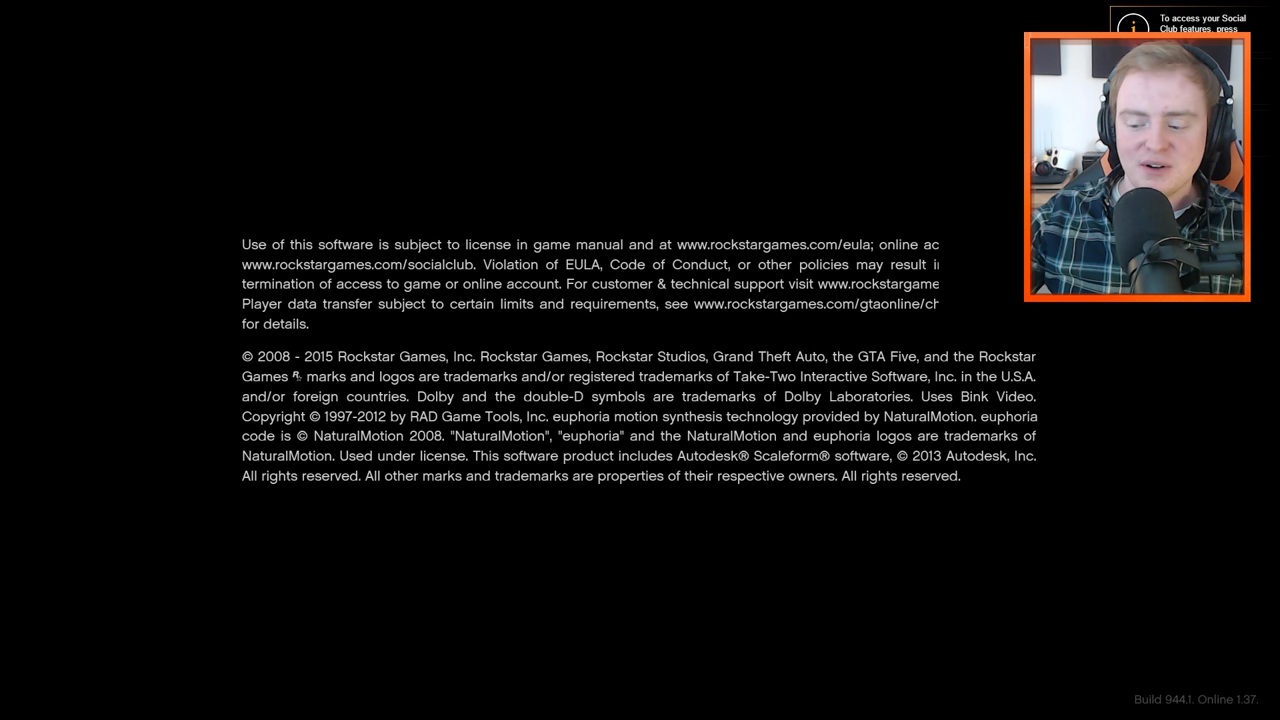 To access your Social
Club features, press
Use of this software is subject to license in game manual and at www.rockstargames.com/eula; online ac
www.rockstargames.com/socialclub. Violation of EULA, Code of Conduct, or other policies may result i
termination of access to game or online account. For customer & technical support visit www.rockstargame
Player data transfer subject to certain limits and requirements, see www.rockstargames.com/gtaonline/ch
for details.
© 2008 - 2015 Rockstar Games, Inc. Rockstar Games, Rockstar Studios, Grand Theft Auto, the GTA Five, and the Rockstar
Games R* marks and logos are trademarks and/or registered trademarks of Take-Two Interactive Software, Inc. in the U.S.A.
and/or foreign countries. Dolby and the double-D symbols are trademarks of Dolby Laboratories. Uses Bink Video.
Copyright © 1997-2012 by RAD Game Tools, Inc. euphoria motion synthesis technology provided by NaturalMotion. euphoria
code is © NaturalMotion 2008. "NaturalMotion", "euphoria" and the NaturalMotion and euphoria logos are trademarks of
NaturalMotion. Used under license. This software product includes Autodesk® Scaleform® software, © 2013 Autodesk, Inc.
All rights reserved. All other marks and trademarks are properties of their respective owners. All rights reserved.
Build 944.1. Online 1.37.